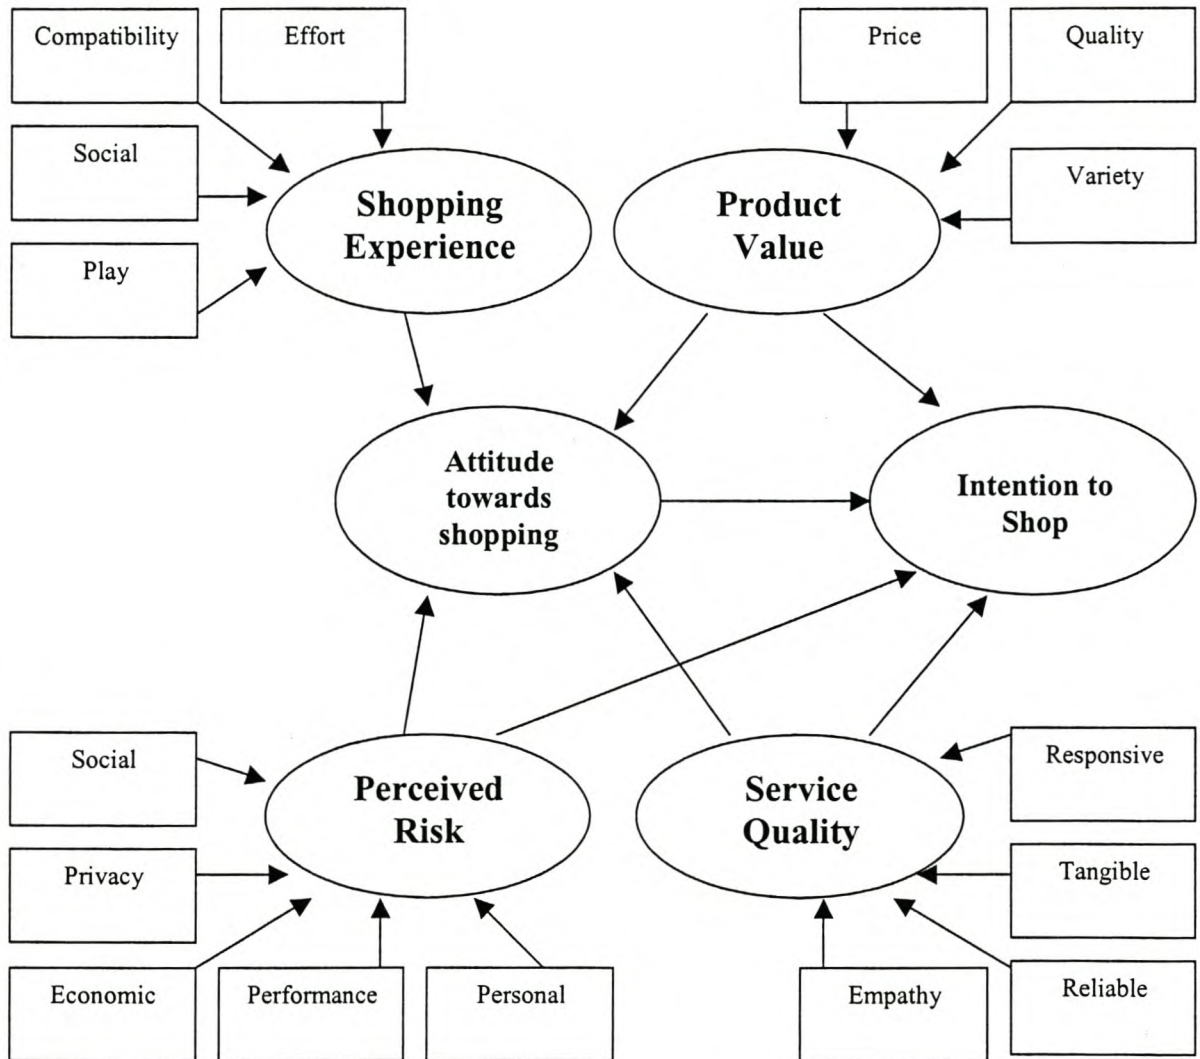 Compatibility
Effort
Price
Quality
Social
Variety
Play
Shopping
Experience
Product
Value
Attitude
towards
shopping
Intention to
Shop
Social
Privacy
Economic
Performance
Personal
Perceived
Risk
Service
Quality
Responsive
Tangible
Reliable
Empathy